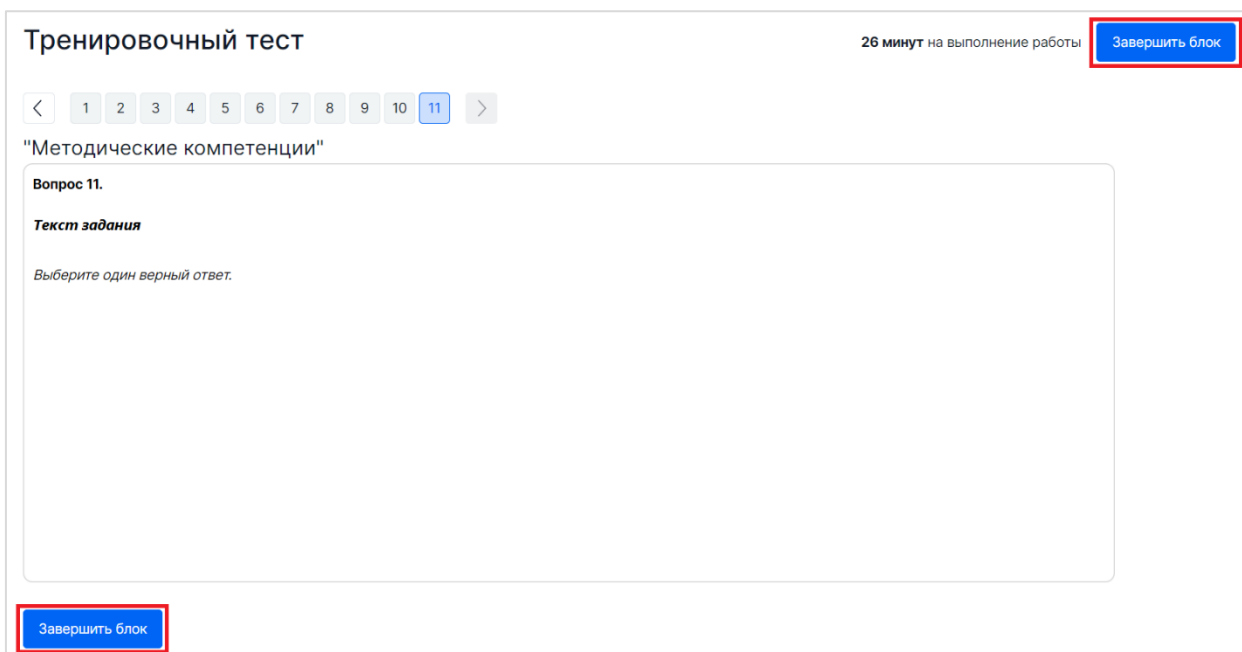 Тренировочный тест
26 минут на выполнение работы
Завершить блок
1 2 3 4 5 6 7 8 9 10 11
"Методические компетенции"
Вопрос 11.
Текст задания
Выберите один верный ответ.
Завершить блок